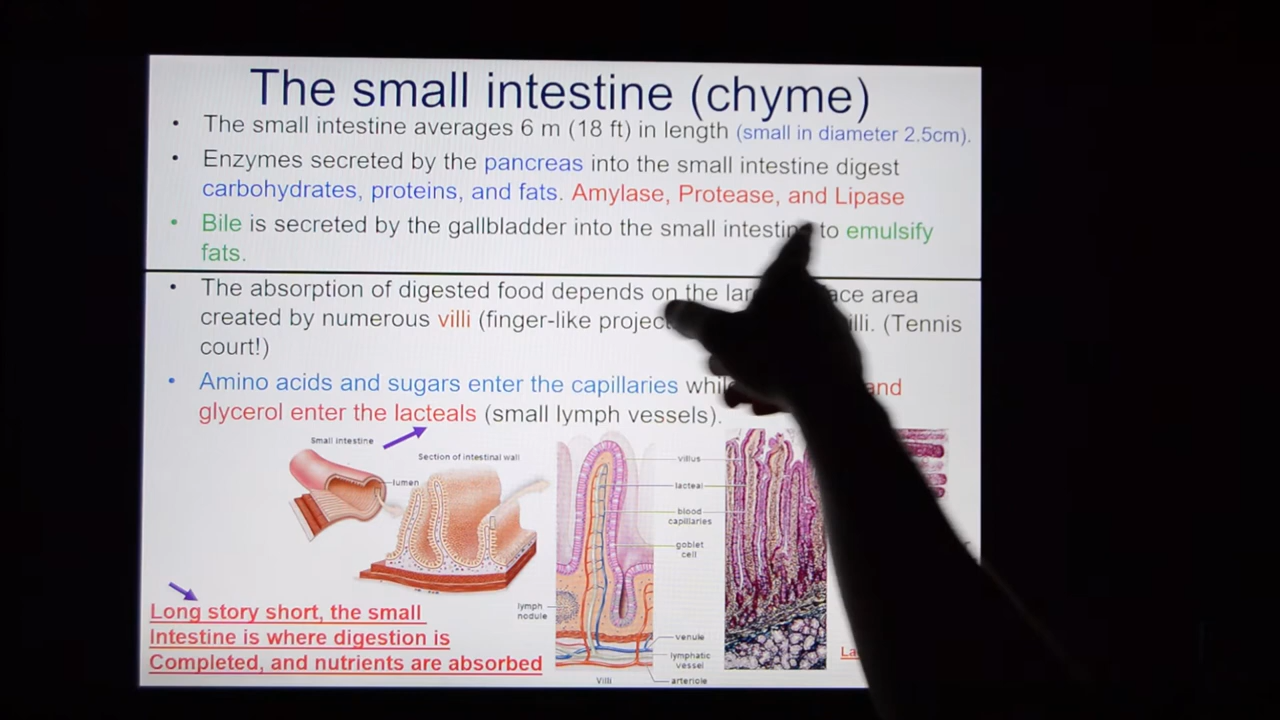 The small intestine (chyme)
• The small intestine averages 6 m (18 ft) in length (small in diameter 2.5cm).
• Enzymes secreted by the pancreas into the small intestine digest
carbohydrates, proteins, and fats. Amylase, Protease, and Lipase
• Bile is secreted by the gallbladder into the small intestine to emulsify
fats.
• The absorption of digested food depends on the area
created by numerous villi (finger-like (Tennis
court!)
• Amino acids and sugars enter the capillaries and
glycerol enter the lacteals (small lymph vessels).
Small intestine
Section of intestinal wall
lumen
villus
lacteal
blood
capillaries
goblet
cell
lymph
nodule
venule
lymphatic
vessel
arteriole
Villi
Long story short, the small
Intestine is where digestion is
Completed, and nutrients are absorbed